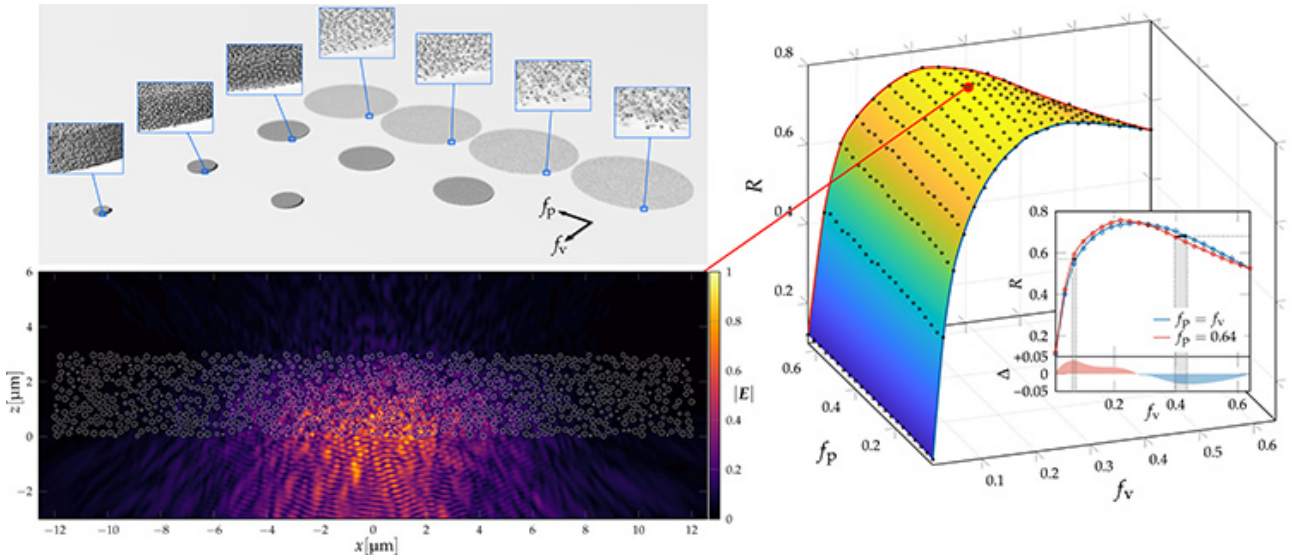 f_p
f_v
6
4
2
0
−2
z[μm]
−12 −10 −8 −6 −4 −2 0 2 4 6 8 10 12
x[μm]
1
0.8
0.6
0.4
0.2
0
|E|
0.8
0.6
0.4
0.2
R
0.6
0.4
0.2
f_p
0.1 0.2 0.3 0.4 0.5 0.6
f_v
0.8
0.6
0.4
0.2
R
f_p = f_v
f_p = 0.64
+0.05
0
−0.05
Δ
0.2 0.4 0.6
f_v